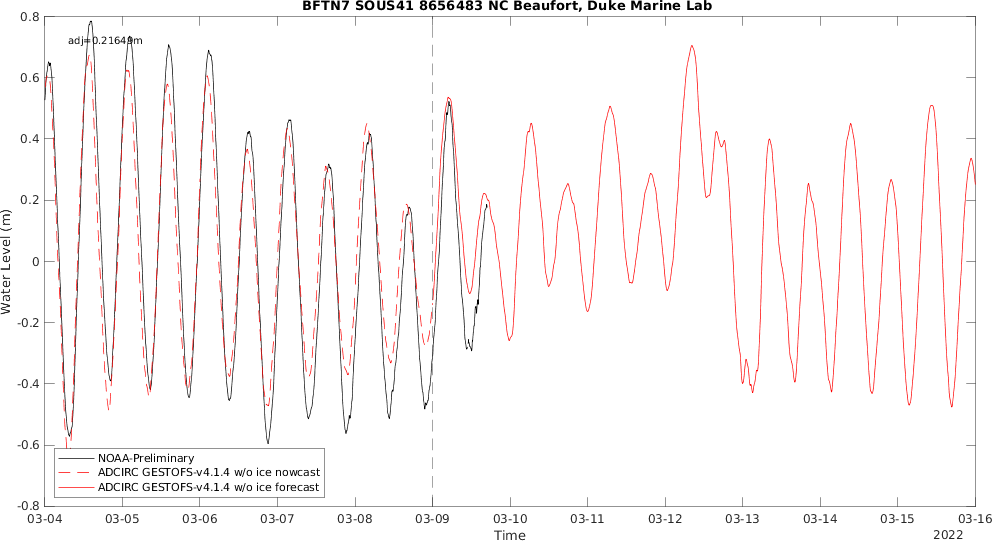 BFTN7 SOUS41 8656483 NC Beaufort, Duke Marine Lab
0.8
adj=0.21649m
0.6
0.4
0.2
0
-0.2
-0.4
-0.6
-0.8
Water Level (m)
NOAA-Preliminary
ADCIRC GESTOFS-v4.1.4 w/o ice nowcast
ADCIRC GESTOFS-v4.1.4 w/o ice forecast
03-04 03-05 03-06 03-07 03-08 03-09 03-10 03-11 03-12 03-13 03-14 03-15 03-16
Time
2022